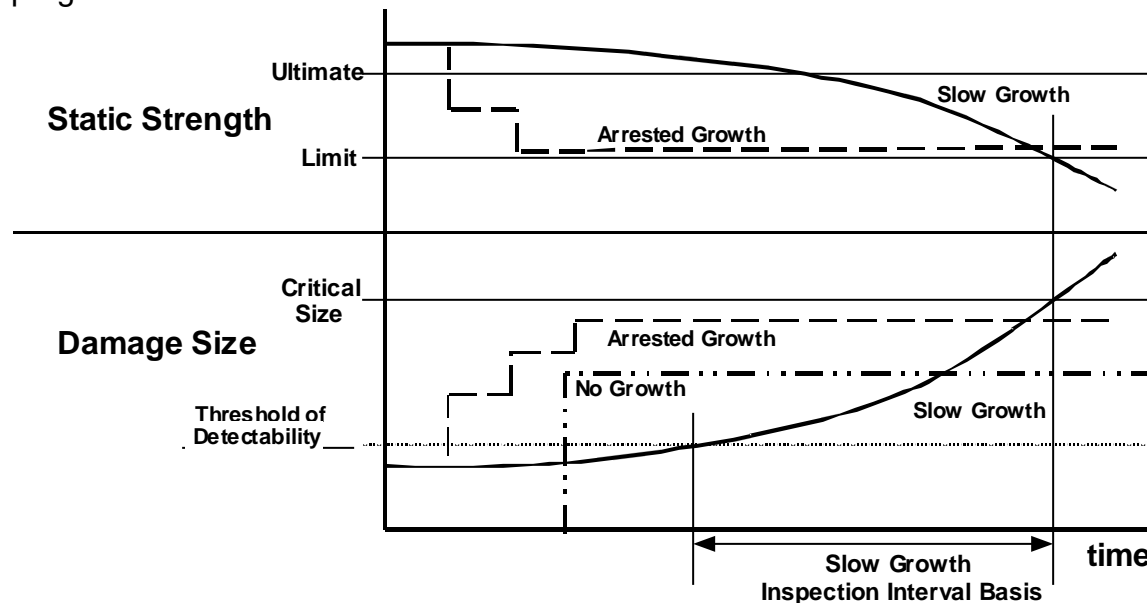 Ultimate
Static Strength
Slow Growth
Arrested Growth
Limit
Critical
Size
Damage Size
Arrested Growth
No Growth
Slow Growth
Threshold of
Detectability
time
Slow Growth
Inspection Interval Basis